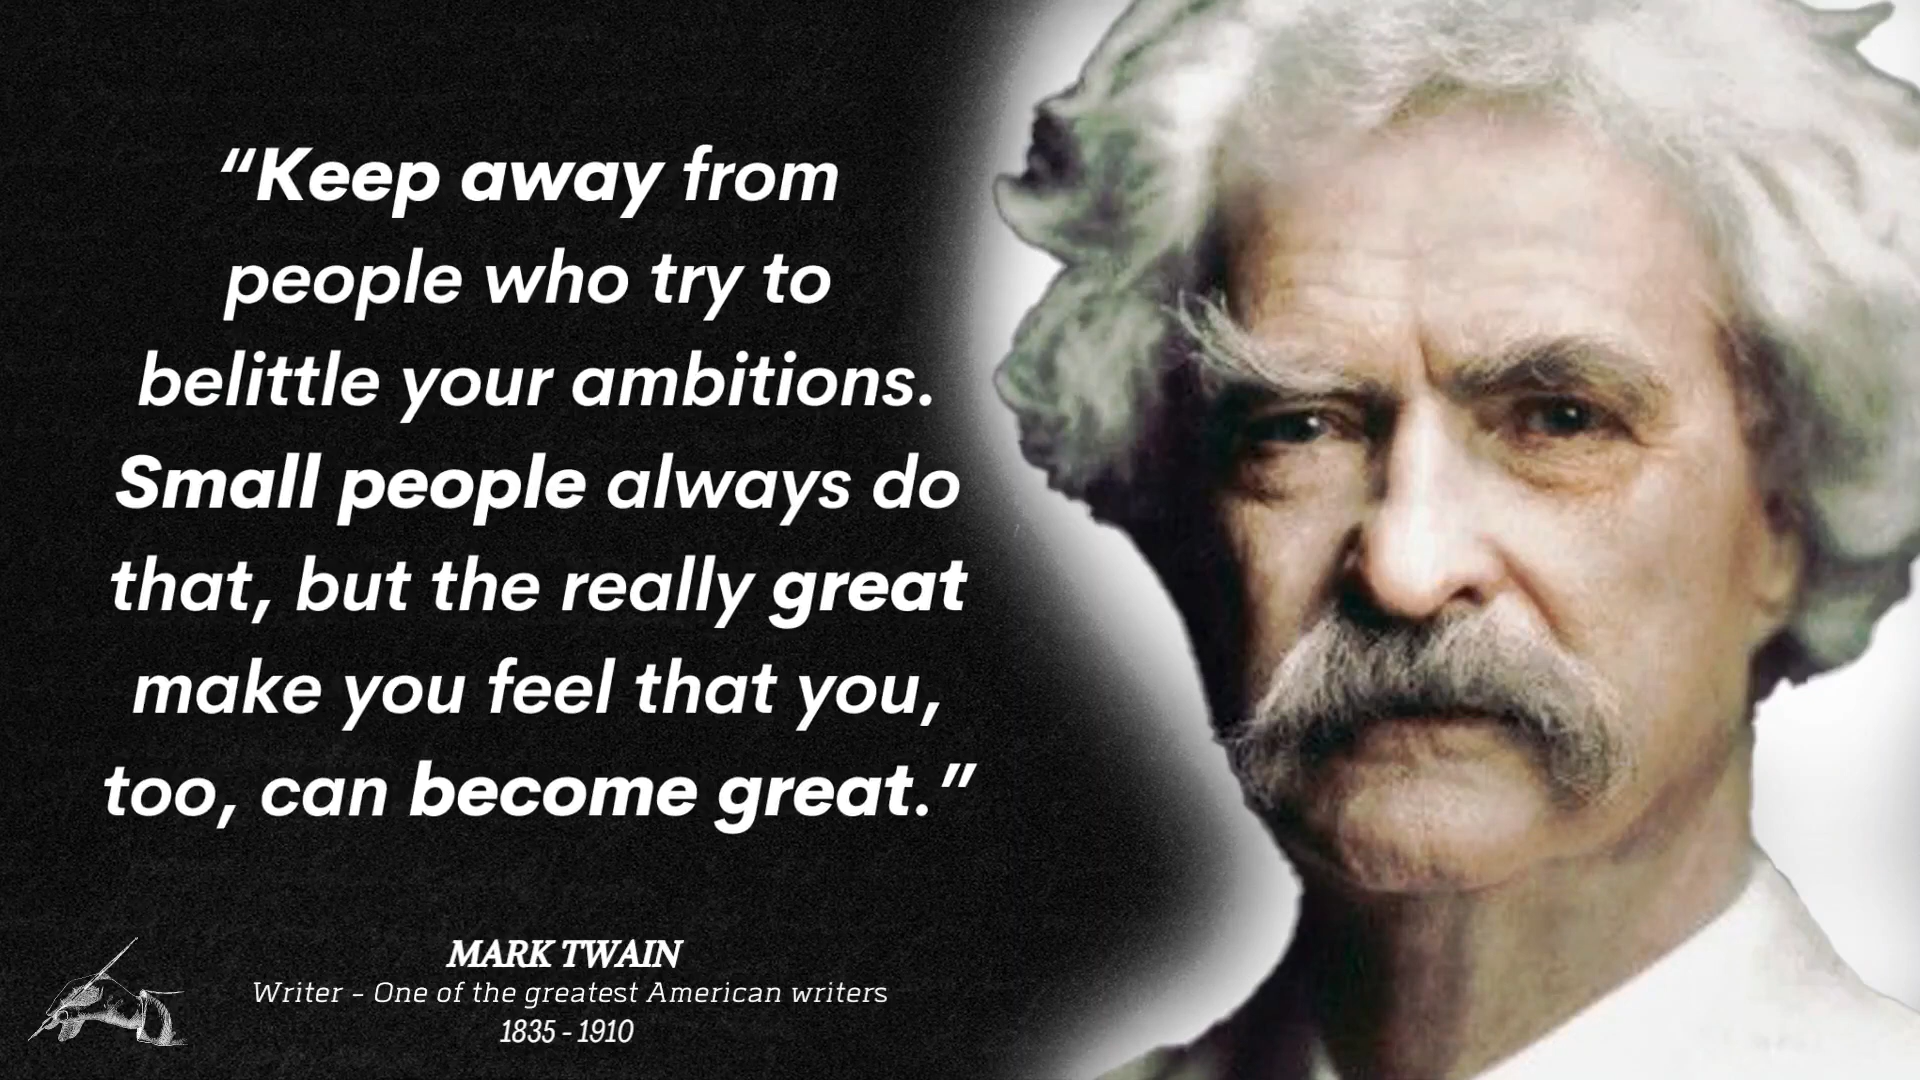 “Keep away from
people who try to
belittle your ambitions.
Small people always do
that, but the really great
make you feel that you,
too, can become great.”
MARK TWAIN
Writer - One of the greatest American writers
1835 - 1910